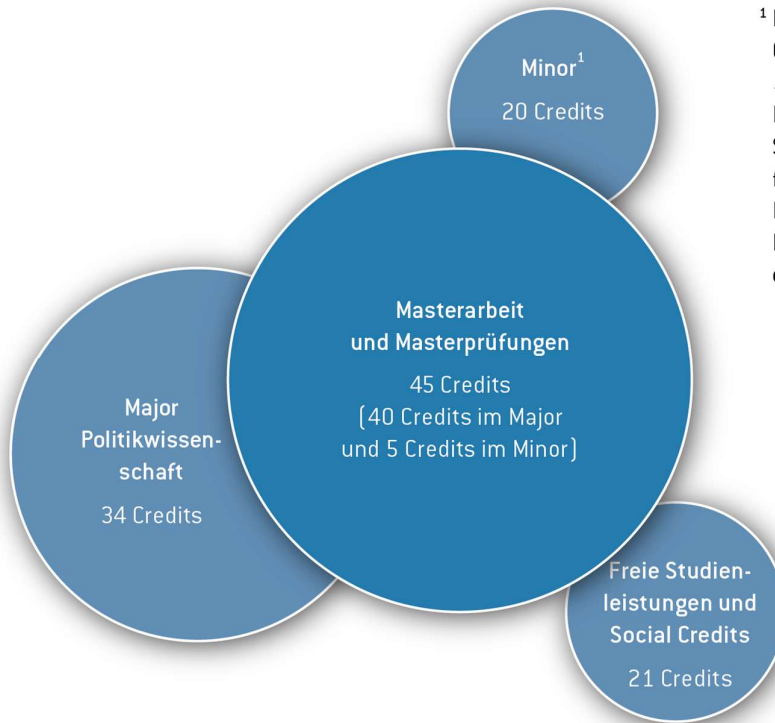 Minor¹
20 Credits
Masterarbeit
und Masterprüfungen
45 Credits
(40 Credits im Major
und 5 Credits im Minor)
Major
Politikwissen-
schaft
34 Credits
Freie Studien-
leistungen und
Social Credits
21 Credits
1